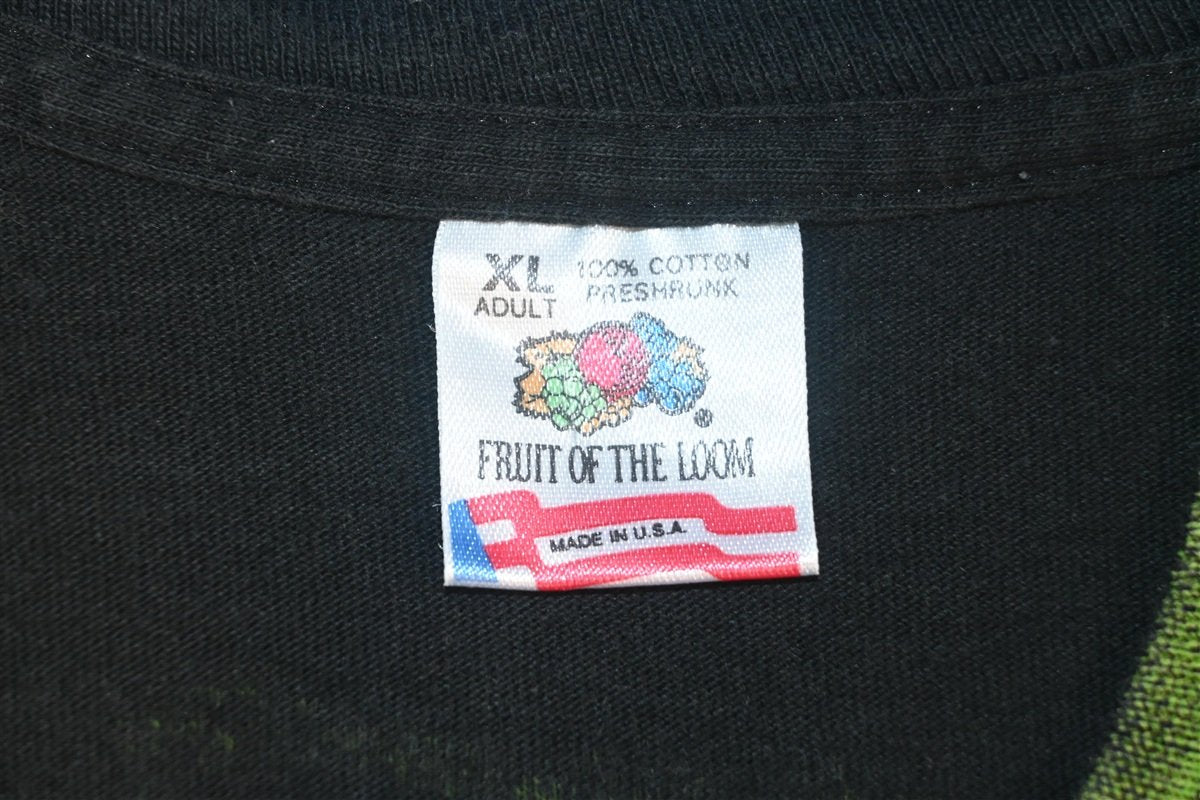 XL 100% COTTON
ADULT PRESHRUNK
®
FRUIT OF THE LOOM
MADE IN U.S.A.